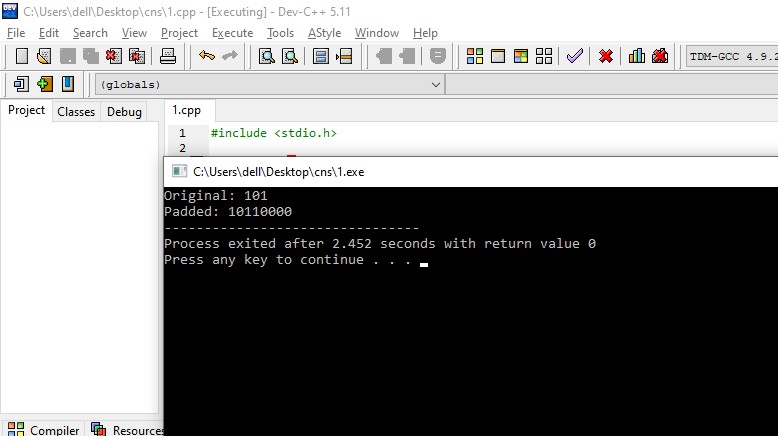 C:\Users\dell\Desktop\cns\1.cpp - [Executing] - Dev-C++ 5.11
File Edit Search View Project Execute Tools AStyle Window Help
TDM-GCC 4.9.2
(globals)
Project Classes Debug 1.cpp
1 #include <stdio.h>
2
C:\Users\dell\Desktop\cns\1.exe
Original: 101
Padded: 10110000
--------------------------------
Process exited after 2.452 seconds with return value 0
Press any key to continue . . .
Compiler Resources